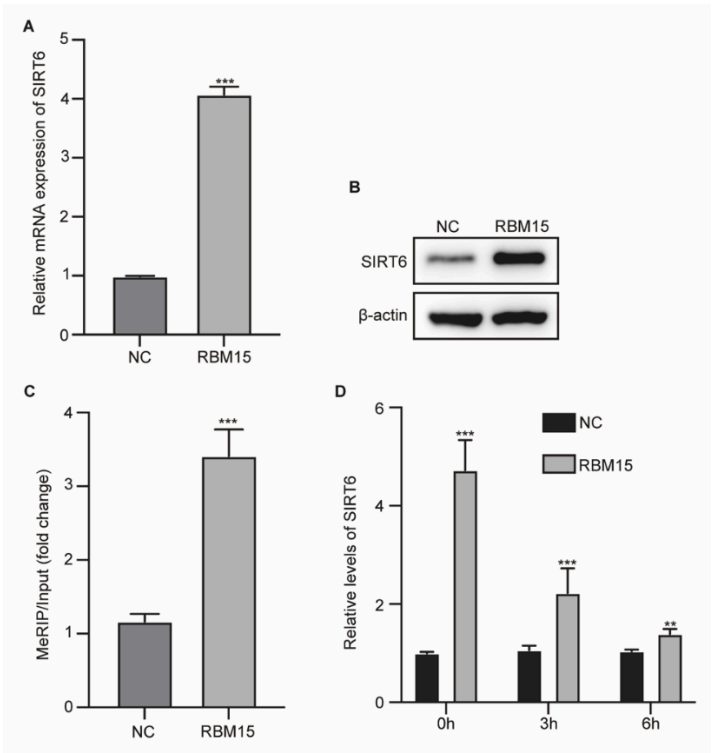 A
Relative mRNA expression of SIRT6
5
4
3
2
1
0
***
NC RBM15
B
NC RBM15
SIRT6
β-actin
C
MeRIP/Input (fold change)
4
3
2
1
0
***
NC RBM15
D
Relative levels of SIRT6
6
4
2
0
NC
RBM15
***
***
**
0h 3h 6h